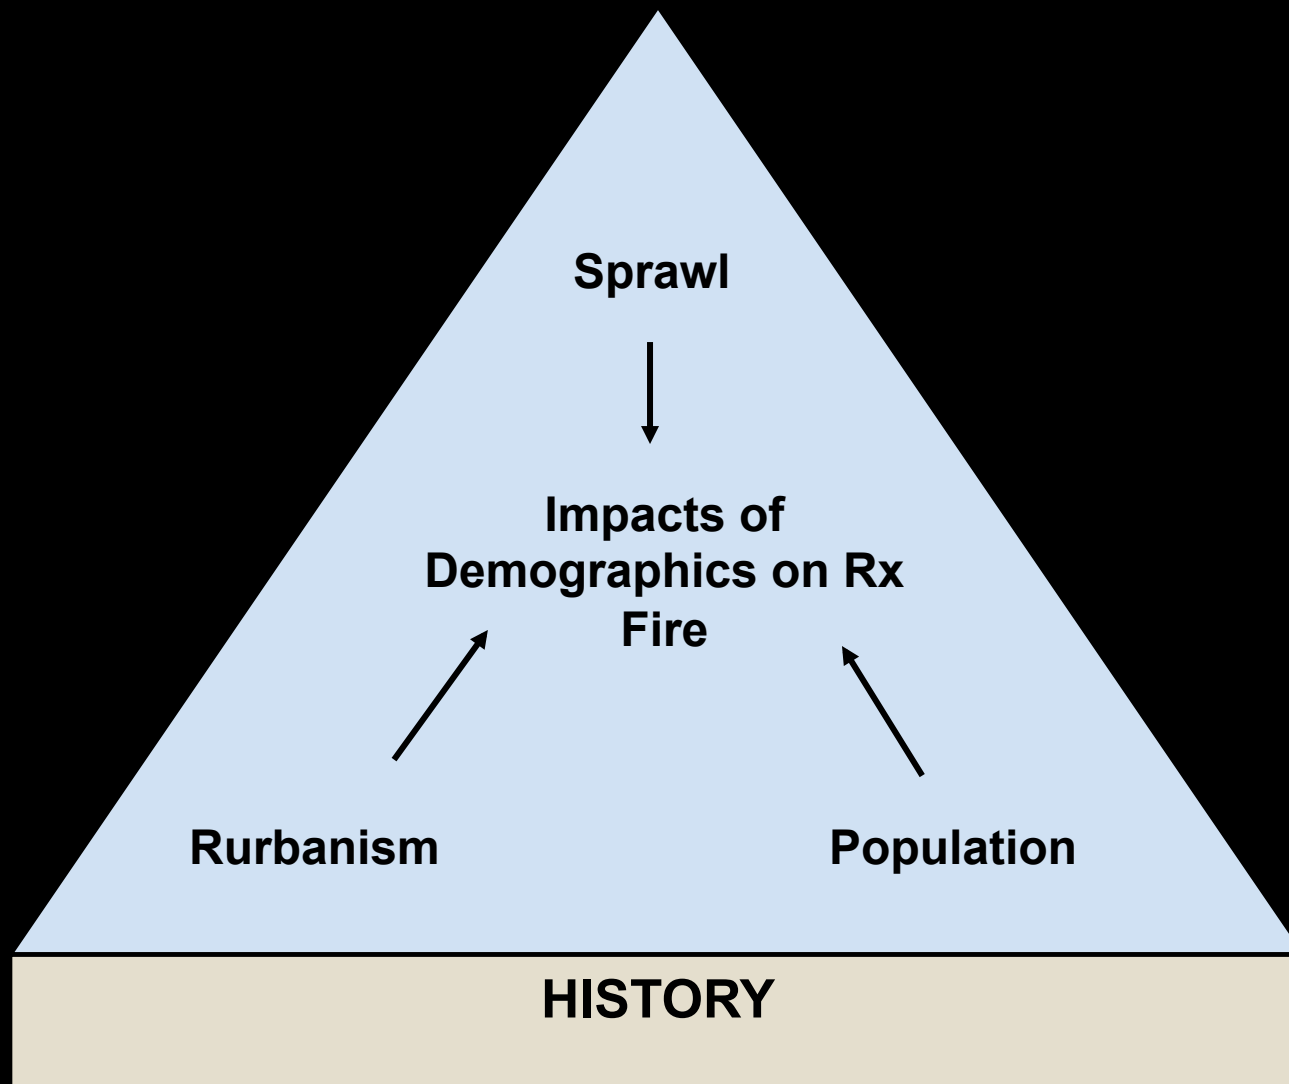 Sprawl
Impacts of
Demographics on Rx
Fire
Rurbanism
Population
HISTORY